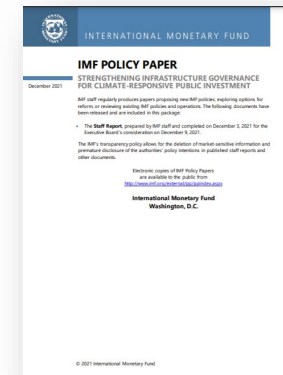 INTERNATIONAL MONETARY FUND
IMF POLICY PAPER
December 2021
STRENGTHENING INFRASTRUCTURE GOVERNANCE
FOR CLIMATE-RESPONSIVE PUBLIC INVESTMENT
IMF staff regularly produces papers proposing new IMF policies, exploring options for
reform, or reviewing existing IMF policies and operations. The following documents have
been released and are included in this package:
• The Staff Report, prepared by IMF staff and completed on December 3, 2021 for the
Executive Board's consideration on December 9, 2021.
The IMF's transparency policy allows for the deletion of market-sensitive information and
premature disclosure of the authorities' policy intentions in published staff reports and
other documents.
Electronic copies of IMF Policy Papers
are available to the public from
http://www.imf.org/external/pp/ppindex.aspx
International Monetary Fund
Washington, D.C.
© 2021 International Monetary Fund